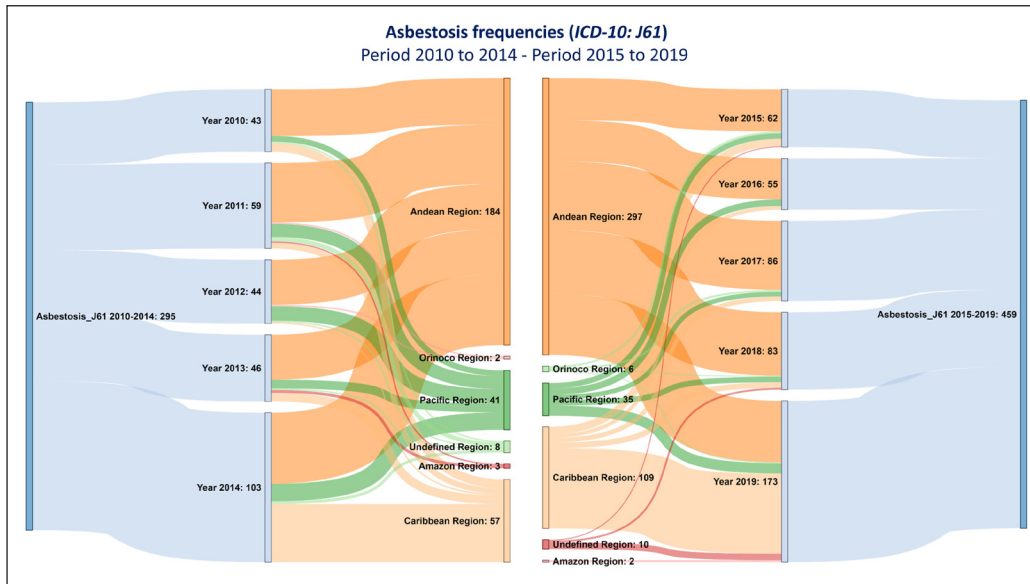 Asbestosis frequencies (ICD-10: J61)
Period 2010 to 2014 - Period 2015 to 2019
Asbestosis_J61 2010-2014: 295
Year 2010: 43
Year 2011: 59
Year 2012: 44
Year 2013: 46
Year 2014: 103
Andean Region: 184
Orinoco Region: 2
Pacific Region: 41
Undefined Region: 8
Amazon Region: 3
Caribbean Region: 57
Andean Region: 297
Orinoco Region: 6
Pacific Region: 35
Caribbean Region: 109
Undefined Region: 10
Amazon Region: 2
Year 2015: 62
Year 2016: 55
Year 2017: 86
Year 2018: 83
Year 2019: 173
Asbestosis_J61 2015-2019: 459